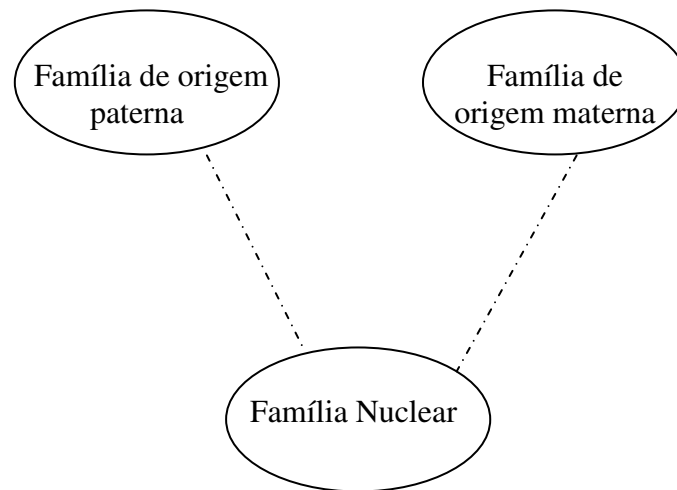 Família de origem
paterna
Família de
origem materna
Família Nuclear